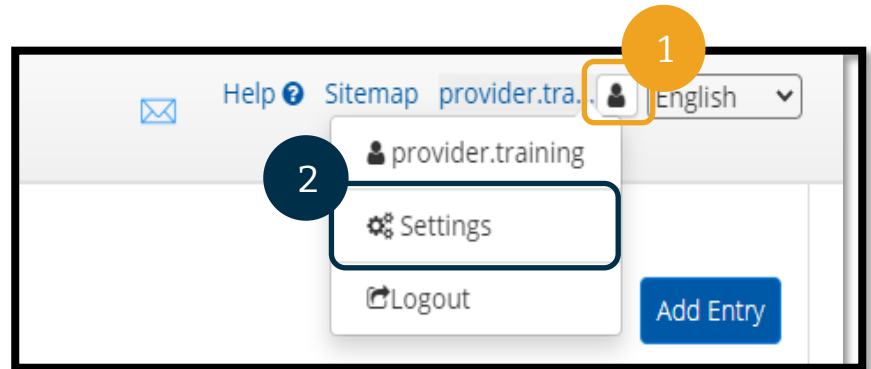 1
Help Sitemap provider.tra... English
provider.training
2
Settings
Logout
Add Entry